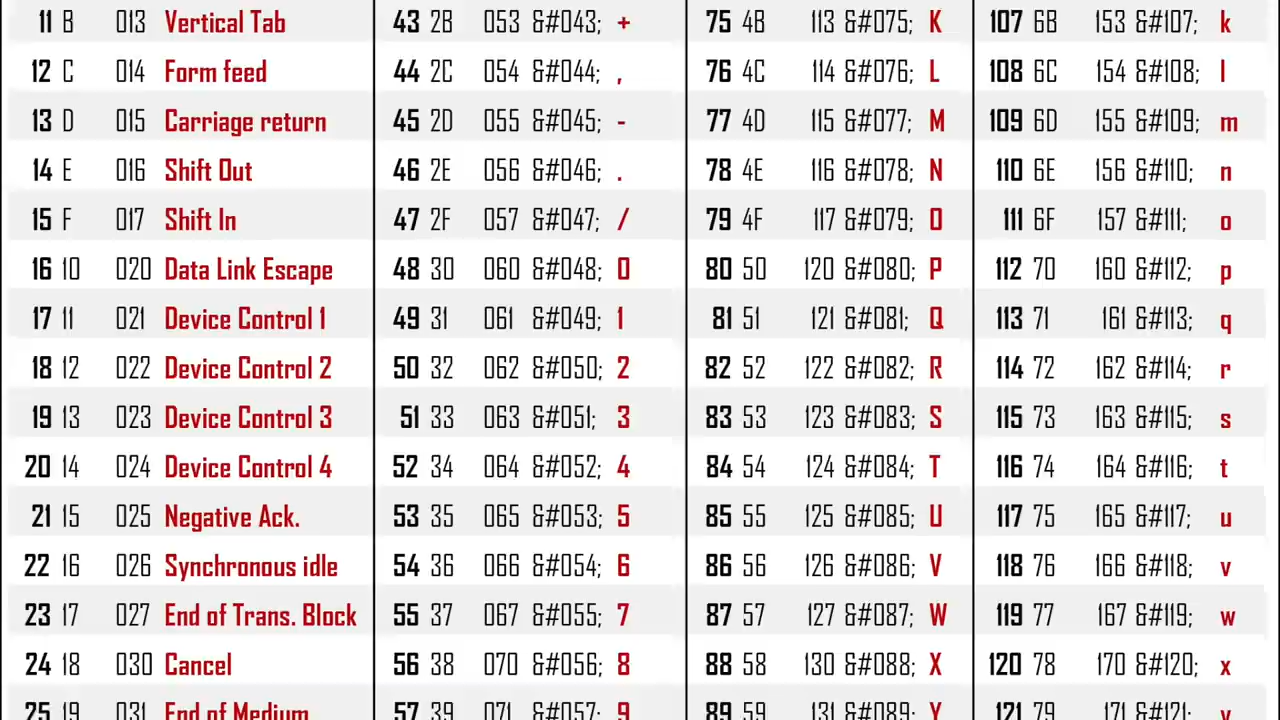 11 B 013 Vertical Tab 43 2B 053 &#043; + 75 4B 113 &#075; K 107 6B 153 &#107; k
12 C 014 Form feed 44 2C 054 &#044; , 76 4C 114 &#076; L 108 6C 154 &#108; l
13 D 015 Carriage return 45 2D 055 &#045; - 77 4D 115 &#077; M 109 6D 155 &#109; m
14 E 016 Shift Out 46 2E 056 &#046; . 78 4E 116 &#078; N 110 6E 156 &#110; n
15 F 017 Shift In 47 2F 057 &#047; / 79 4F 117 &#079; O 111 6F 157 &#111; o
16 10 020 Data Link Escape 48 30 060 &#048; 0 80 50 120 &#080; P 112 70 160 &#112; p
17 11 021 Device Control 1 49 31 061 &#049; 1 81 51 121 &#081; Q 113 71 161 &#113; q
18 12 022 Device Control 2 50 32 062 &#050; 2 82 52 122 &#082; R 114 72 162 &#114; r
19 13 023 Device Control 3 51 33 063 &#051; 3 83 53 123 &#083; S 115 73 163 &#115; s
20 14 024 Device Control 4 52 34 064 &#052; 4 84 54 124 &#084; T 116 74 164 &#116; t
21 15 025 Negative Ack. 53 35 065 &#053; 5 85 55 125 &#085; U 117 75 165 &#117; u
22 16 026 Synchronous idle 54 36 066 &#054; 6 86 56 126 &#086; V 118 76 166 &#118; v
23 17 027 End of Trans. Block 55 37 067 &#055; 7 87 57 127 &#087; W 119 77 167 &#119; w
24 18 030 Cancel 56 38 070 &#056; 8 88 58 130 &#088; X 120 78 170 &#120; x
25 19 031 End of Medium 57 39 071 &#057; 9 89 59 131 &#089; Y 121 79 171 &#121; y